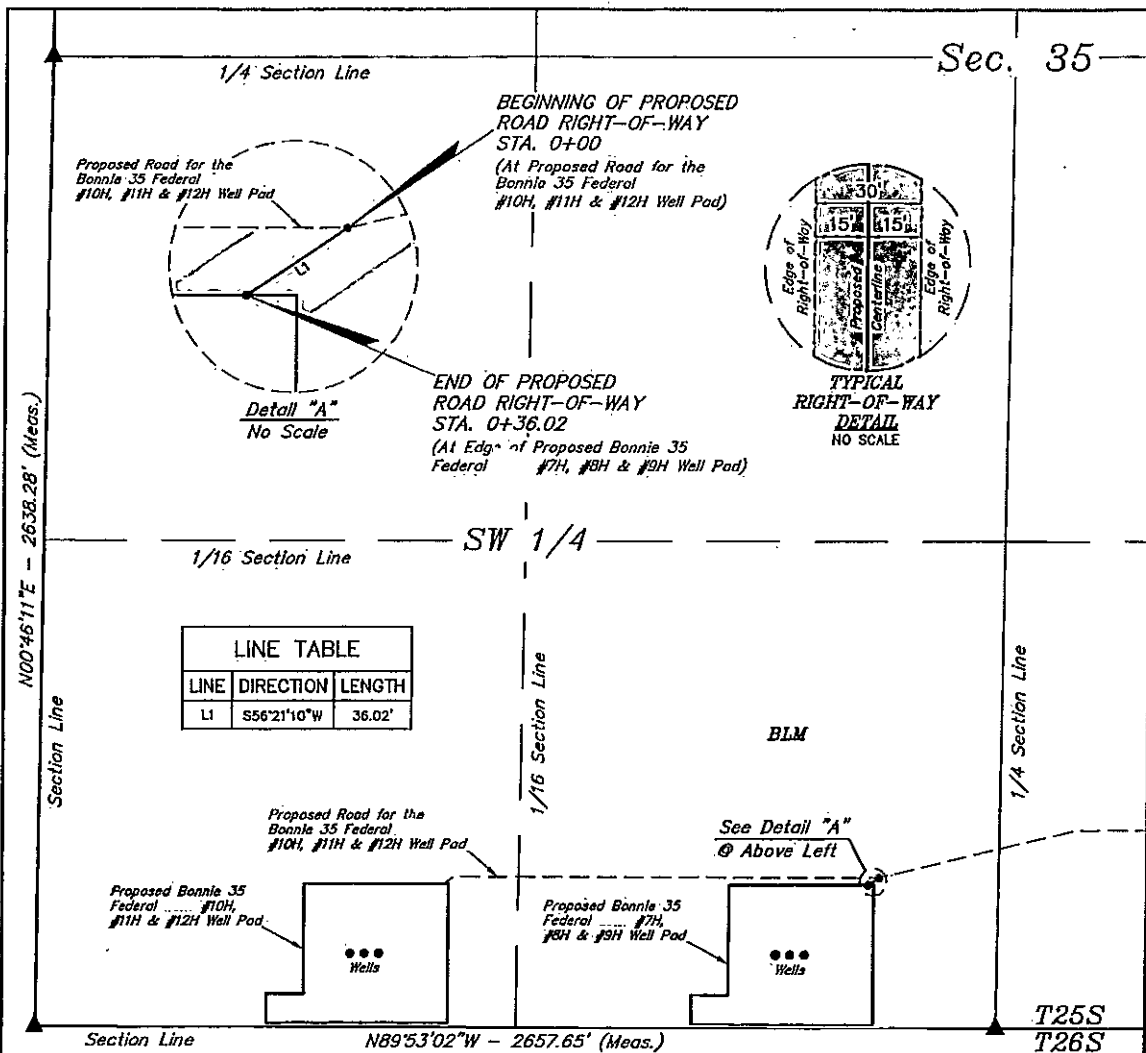 Sec. 35
1/4 Section Line
BEGINNING OF PROPOSED
ROAD RIGHT-OF-WAY
STA. 0+00
(At Proposed Road for the
Bonnie 35 Federal
#10H, #11H & #12H Well Pad)
Proposed Road for the
Bonnie 35 Federal
#10H, #11H & #12H Well Pad
L1
Detail "A"
No Scale
END OF PROPOSED
ROAD RIGHT-OF-WAY
STA. 0+36.02
(At Edge of Proposed Bonnie 35
Federal #7H, #8H & #9H Well Pad)
30'
15' 15'
Edge of
Right-of-Way
Proposed
Centerline
Edge of
Right-of-Way
TYPICAL
RIGHT-OF-WAY
DETAIL
NO SCALE
N00°46'11"E - 2638.28' (Meas.)
Section Line
1/16 Section Line
SW 1/4
LINE TABLE
LINE DIRECTION LENGTH
L1 S56°21'10"W 36.02'
1/16 Section Line
BLM
1/4 Section Line
Proposed Road for the
Bonnie 35 Federal
#10H, #11H & #12H Well Pad
See Detail "A"
@ Above Left
Proposed Bonnie 35
Federal #10H,
#11H & #12H Well Pad
Wells
Proposed Bonnie 35
Federal #7H,
#8H & #9H Well Pad
Wells
Section Line
N89°53'02"W - 2657.65' (Meas.)
T25S
T26S